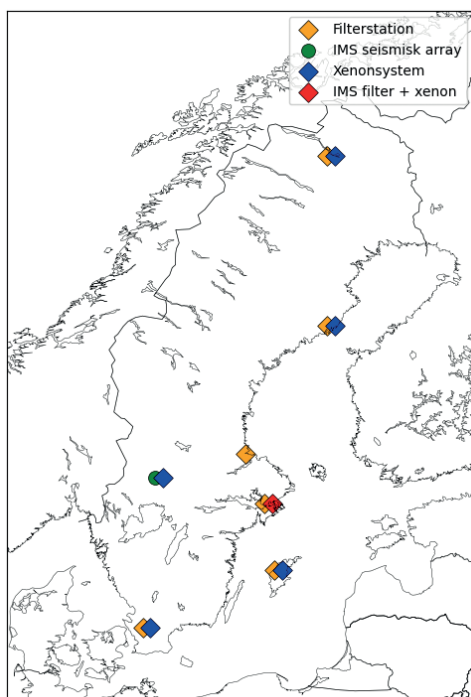 Filterstation
IMS seismisk array
Xenonsystem
IMS filter + xenon